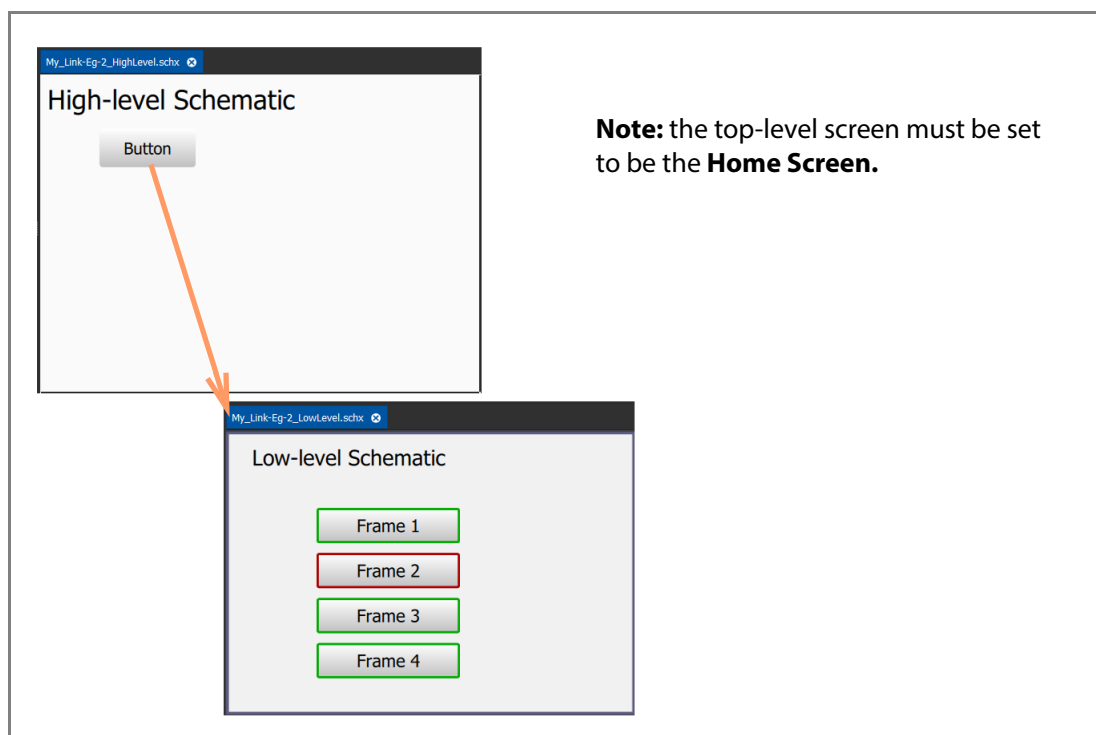 My_Link-Eg-2_HighLevel.schx
High-level Schematic
Button
Note: the top-level screen must be set
to be the Home Screen.
My_Link-Eg-2_LowLevel.schx
Low-level Schematic
Frame 1
Frame 2
Frame 3
Frame 4